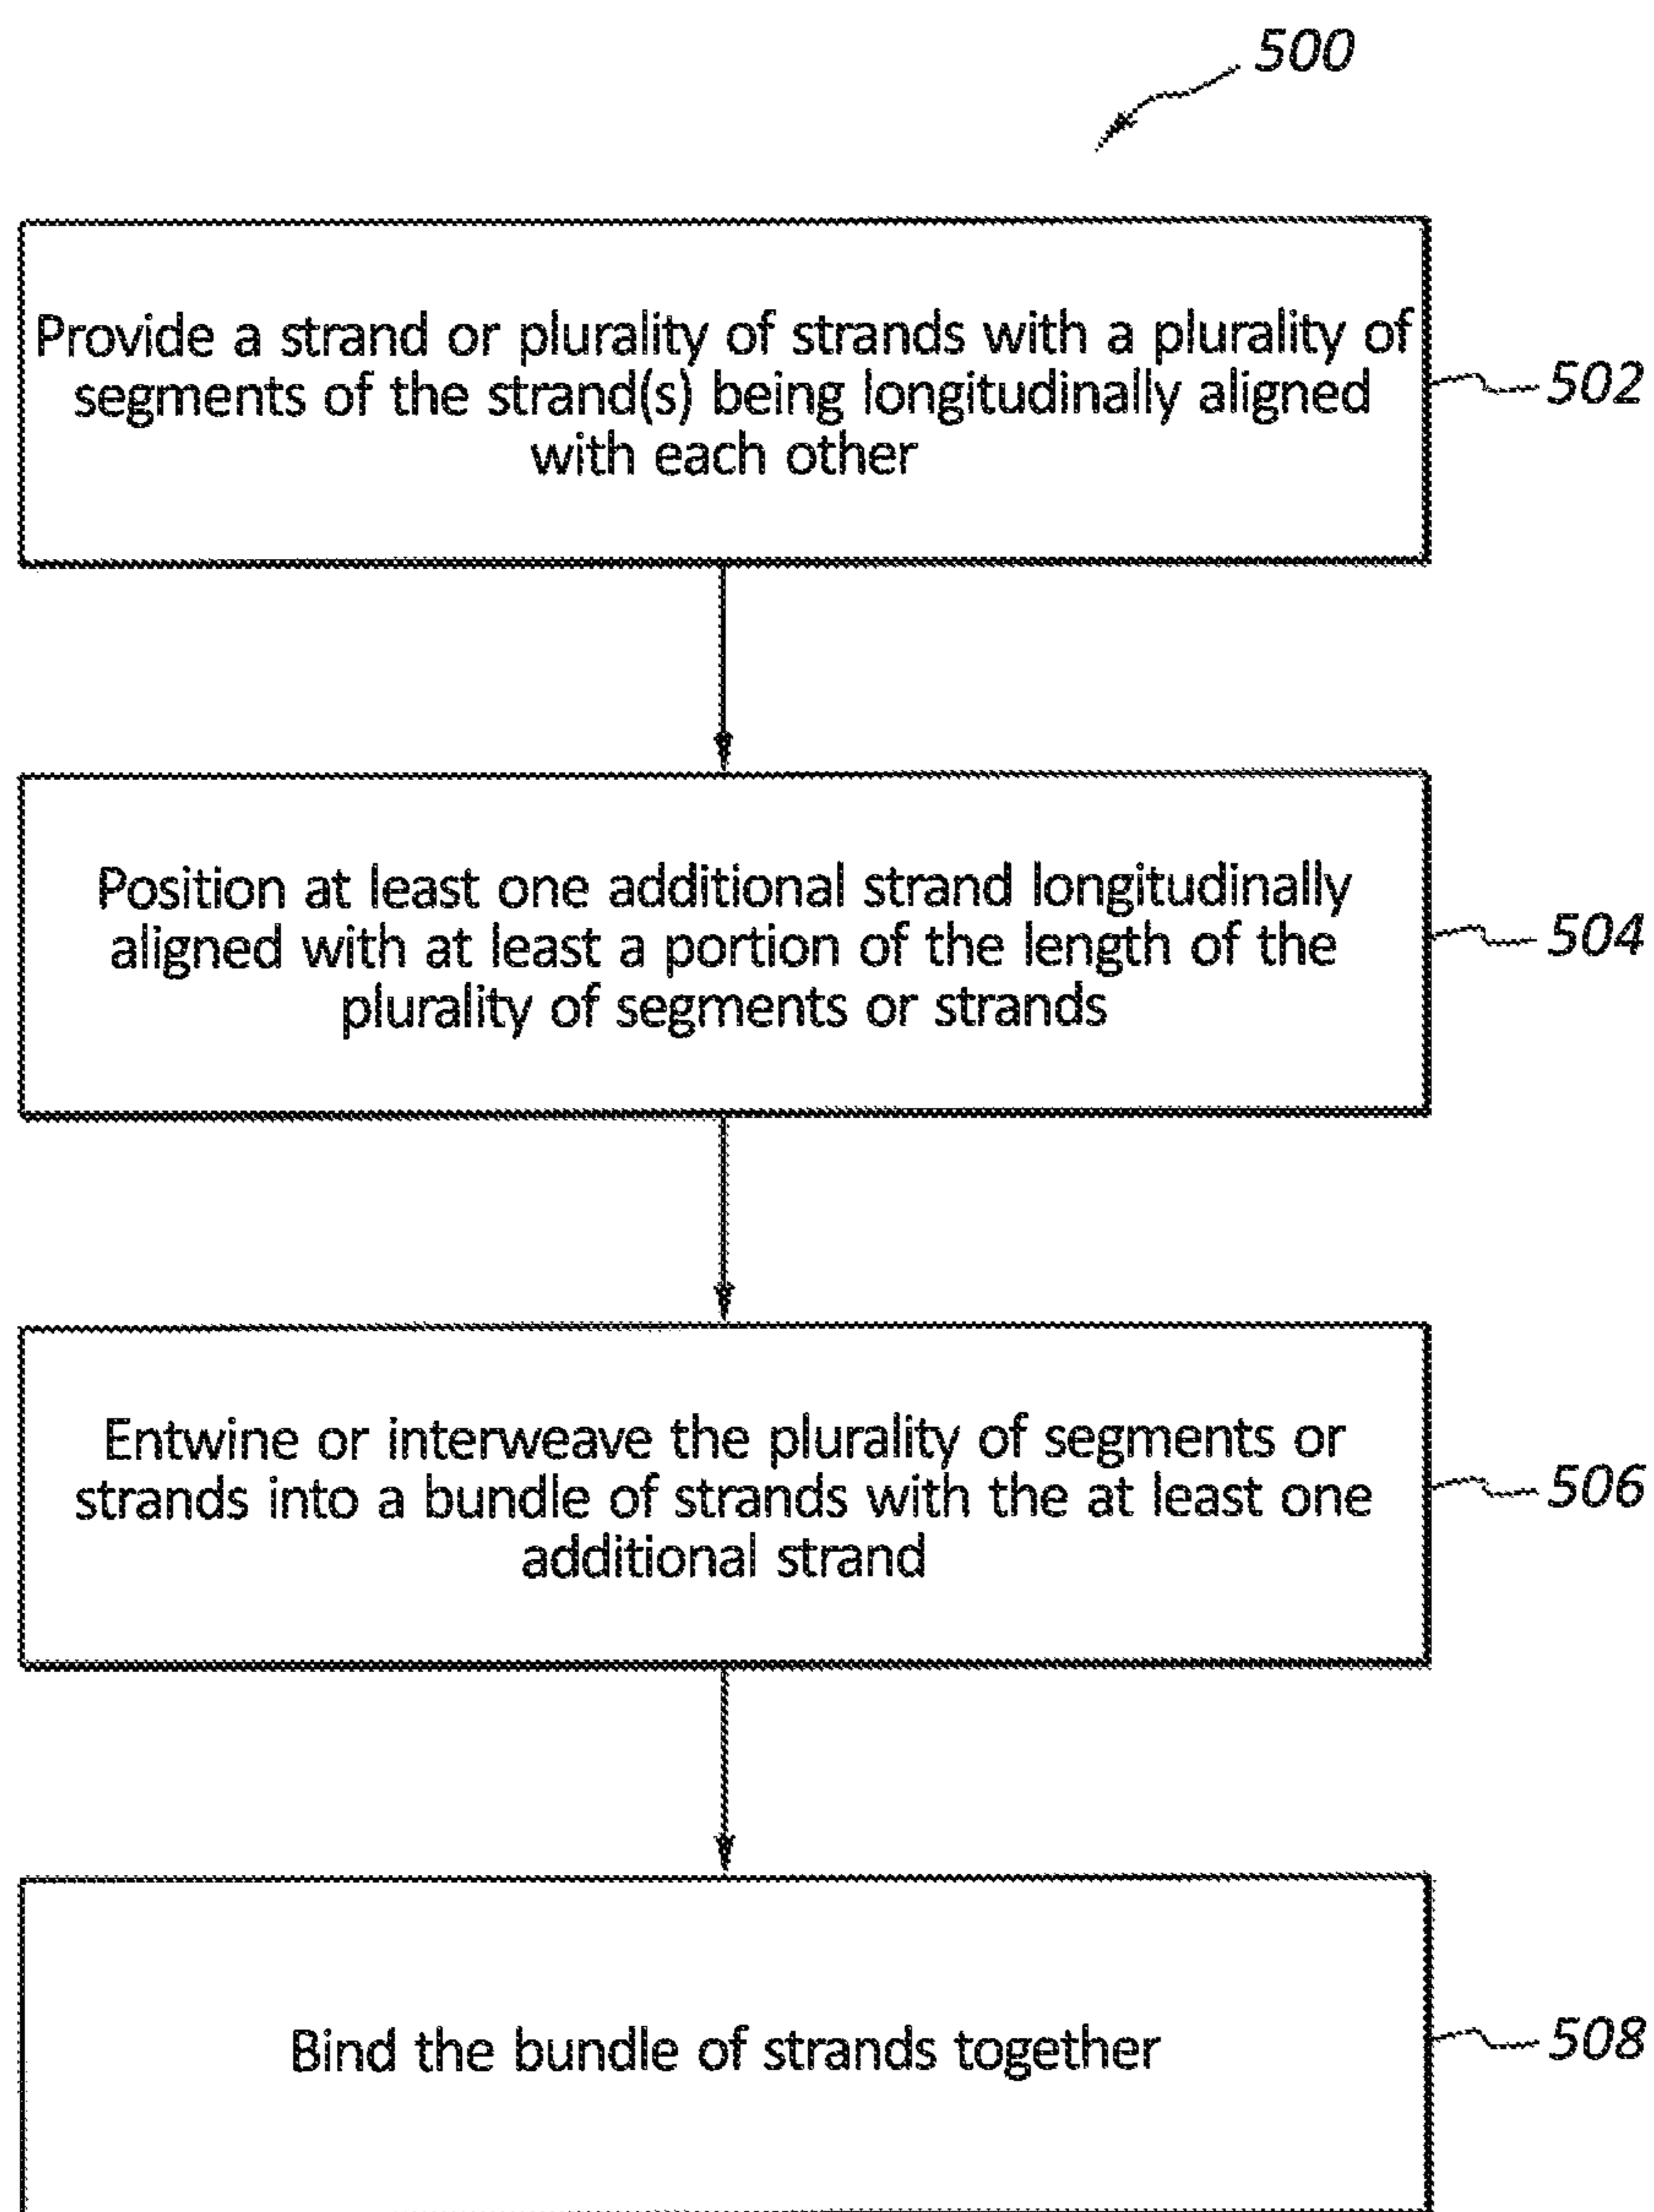 500
Provide a strand or plurality of strands with a plurality of
segments of the strand(s) being longitudinally aligned
with each other
502
Position at least one additional strand longitudinally
aligned with at least a portion of the length of the
plurality of segments or strands
504
Entwine or interweave the plurality of segments or
strands into a bundle of strands with the at least one
additional strand
506
Bind the bundle of strands together
508